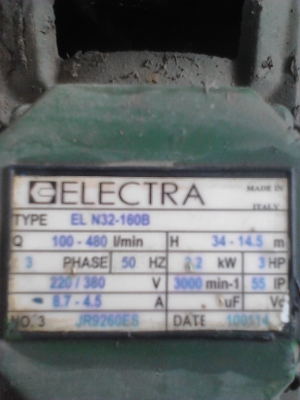 ELECTRA MADE IN
ITALY
TYPE EL N32-160B
Q 100 - 480 l/min H 34 - 14.5 m
3 PHASE 50 HZ 2.2 kW 3 HP
220 / 380 V 3000 min-1 55 IP
8.7 - 4.5 A uF Vc
NO. 3 JR9260E6 DATE 100114